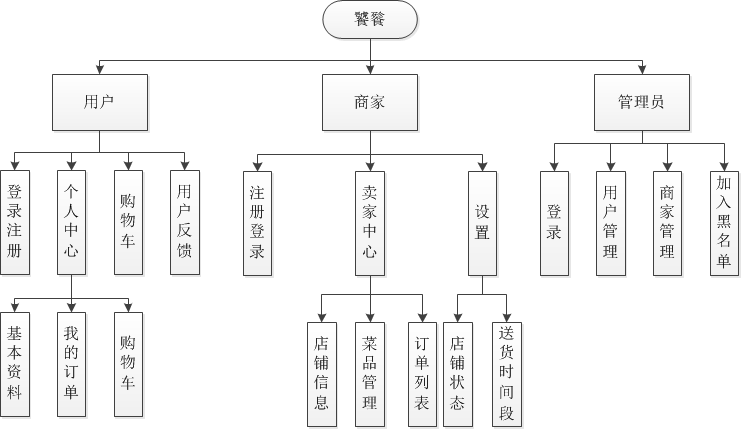 饕餮
用户
商家
管理员
登录注册
个人中心
购物车
用户反馈
注册登录
卖家中心
设置
登录
用户管理
商家管理
加入黑名单
基本资料
我的订单
购物车
店铺信息
菜品管理
订单列表
店铺状态
送货时间段